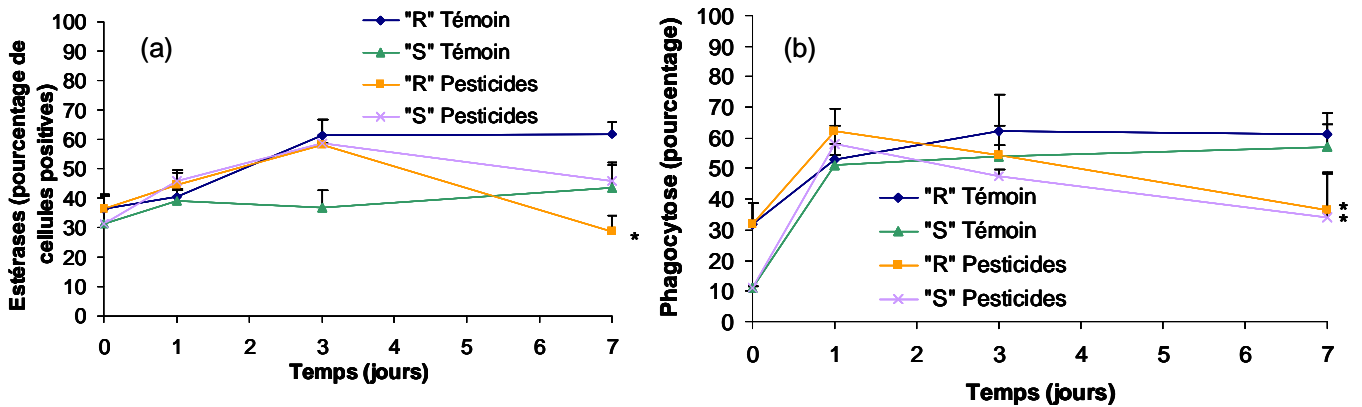 Estérases (pourcentage de
cellules positives)
100
90
80
70
60
50
40
30
20
10
0
(a)
"R" Témoin
"S" Témoin
"R" Pesticides
"S" Pesticides
*
0 1 2 3 4 5 6 7
Temps (jours)
Phagocytose (pourcentage)
100
90
80
70
60
50
40
30
20
10
0
(b)
"R" Témoin
"S" Témoin
"R" Pesticides
"S" Pesticides
*
*
0 1 2 3 4 5 6 7
Temps (jours)